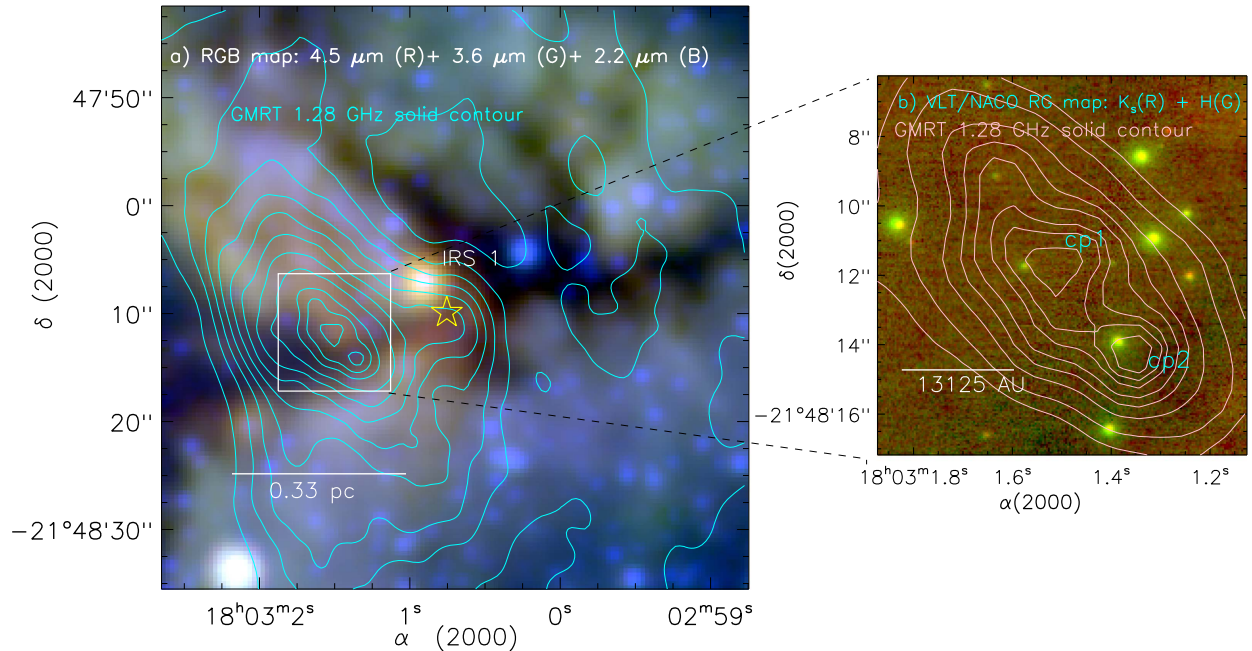 a) RGB map: 4.5 μm (R)+ 3.6 μm (G)+ 2.2 μm (B)
GMRT 1.28 GHz solid contour
IRS 1
0.33 pc
47'50''
0''
10''
20''
−21°48'30''
δ (2000)
18ʰ03ᵐ2ˢ
1ˢ
0ˢ
02ᵐ59ˢ
α (2000)
b) VLT/NACO RG map: Kₛ(R) + H(G)
GMRT 1.28 GHz solid contour
cp1
cp2
13125 AU
8''
10''
12''
14''
−21°48'16''
δ(2000)
18ʰ03ᵐ1.8ˢ
1.6ˢ
1.4ˢ
1.2ˢ
α(2000)